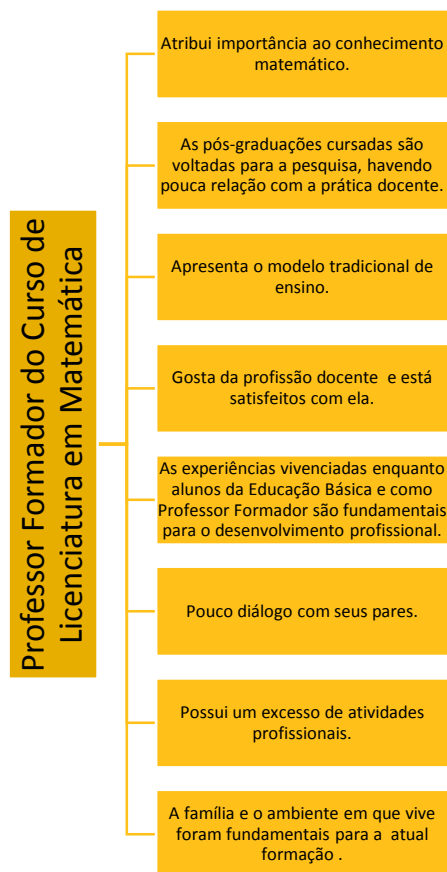 Professor Formador do Curso de
Licenciatura em Matemática
Atribui importância ao conhecimento
matemático.
As pós-graduações cursadas são
voltadas para a pesquisa, havendo
pouca relação com a prática docente.
Apresenta o modelo tradicional de
ensino.
Gosta da profissão docente e está
satisfeitos com ela.
As experiências vivenciadas enquanto
alunos da Educação Básica e como
Professor Formador são fundamentais
para o desenvolvimento profissional.
Pouco diálogo com seus pares.
Possui um excesso de atividades
profissionais.
A família e o ambiente em que vive
foram fundamentais para a atual
formação .